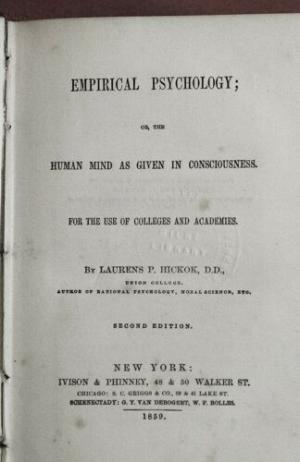 EMPIRICAL PSYCHOLOGY;
OR, THE
HUMAN MIND AS GIVEN IN CONSCIOUSNESS.
FOR THE USE OF COLLEGES AND ACADEMIES.
BY LAURENS P. HICKOK, D.D.,
UNION COLLEGE.
AUTHOR OF RATIONAL PSYCHOLOGY, MORAL SCIENCE, ETC.
SECOND EDITION.
NEW YORK:
IVISON & PHINNEY, 48 & 50 WALKER ST.
CHICAGO: S. C. GRIGGS & CO., 39 & 41 LAKE ST.
SCHENECTADY: G. Y. VAN DEBOGERT, W. F. BOLLES.
1859.